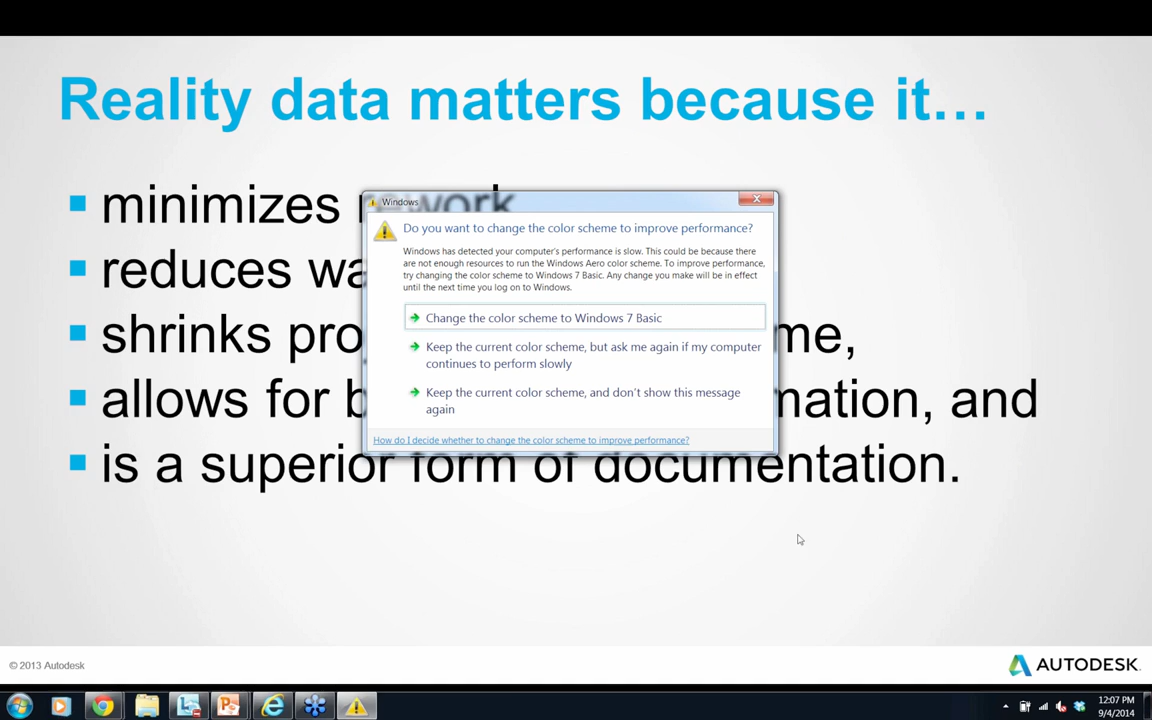 Reality data matters because it…
minimizes rework
Windows
Do you want to change the color scheme to improve performance?
Windows has detected your computer's performance is slow. This could be because there
are not enough resources to run the Windows Aero color scheme. To improve performance,
try changing the color scheme to Windows 7 Basic. Any change you make will be in effect
until the next time you log on to Windows.
Change the color scheme to Windows 7 Basic
Keep the current color scheme, but ask me again if my computer
continues to perform slowly
Keep the current color scheme, and don't show this message
again
How do I decide whether to change the color scheme to improve performance?
reduces
shrinks
allows for and
is a superior form of documentation.
© 2013 Autodesk
AUTODESK
12:07 PM
9/4/2014